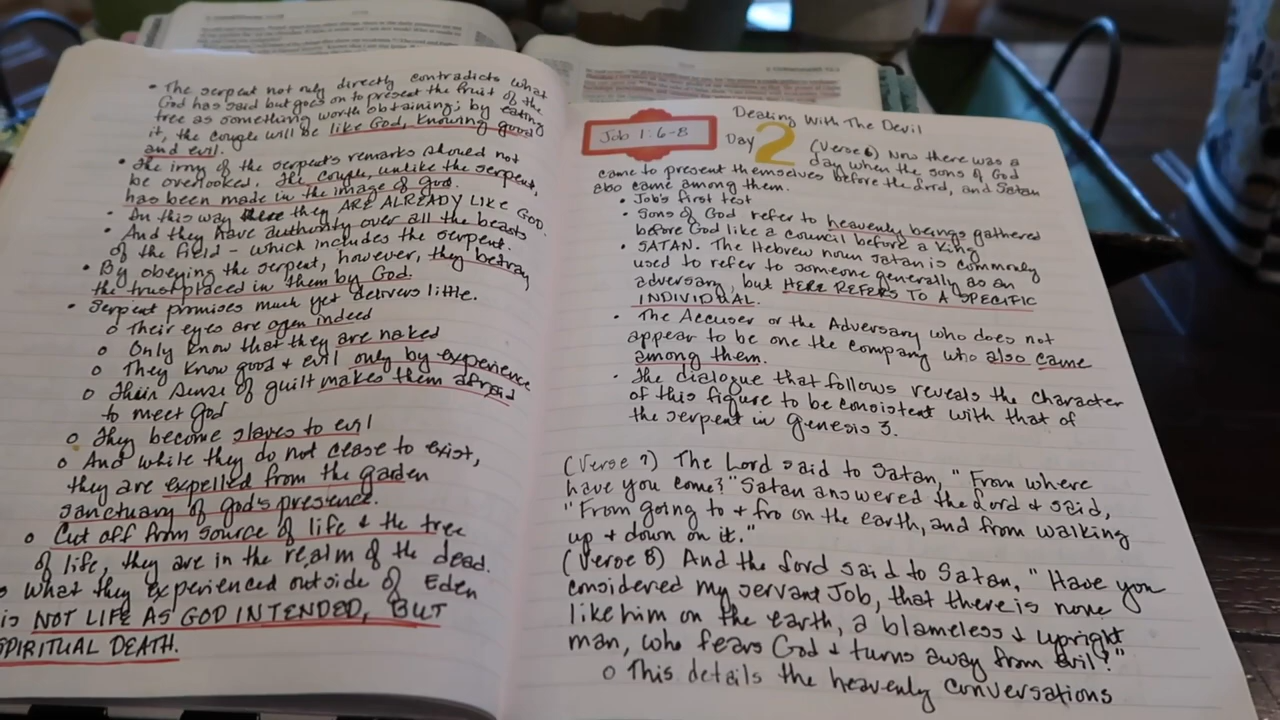 • The serpent not only directly contradicts what
God has said but goes on to present the fruit of the
tree as something worth obtaining; by eating
it, the couple will be like God, knowing good
and evil.
• The irony of the serpent's remarks should not
be overlooked. The couple, unlike the serpent,
has been made in the image of God.
• In this way they ARE ALREADY LIKE GOD.
• And they have authority over all the beasts
of the field - which includes the serpent.
• By obeying the serpent, however, they betray
the trust placed in them by God.
• Serpent promises much yet delivers little.
o Their eyes are open indeed
o Only know that they are naked
o They know good + evil only by experience
o Their sense of guilt makes them afraid
to meet God
o They become slaves to evil
o And while they do not cease to exist,
they are expelled from the garden
sanctuary of God's presence.
o Cut off from source of life + the tree
of life, they are in the realm of the dead.
o What they experienced outside of Eden
is NOT LIFE AS GOD INTENDED, BUT
SPIRITUAL DEATH.
Job 1:6-8
Dealing With The Devil
Day 2
(Verse 6) Now there was a
day when the sons of God
came to present themselves before the Lord, and Satan
also came among them.
• Job's first test
• Sons of God refer to heavenly beings gathered
before God like a council before a King
• SATAN. The Hebrew noun satan is commonly
used to refer to someone generally as an
adversary, but HERE REFERS TO A SPECIFIC
INDIVIDUAL.
• The Accuser or the Adversary who does not
appear to be one the company who also came
among them.
• The dialogue that follows reveals the character
of this figure to be consistent with that of
the serpent in Genesis 3.
(Verse 7) The Lord said to Satan, "From where
have you come?" Satan answered the Lord + said,
"From going to + fro on the earth, and from walking
up + down on it."
(Verse 8) And the Lord said to Satan, "Have you
considered my servant Job, that there is none
like him on the earth, a blameless + upright
man, who fears God + turns away from evil?"
o This details the heavenly conversations